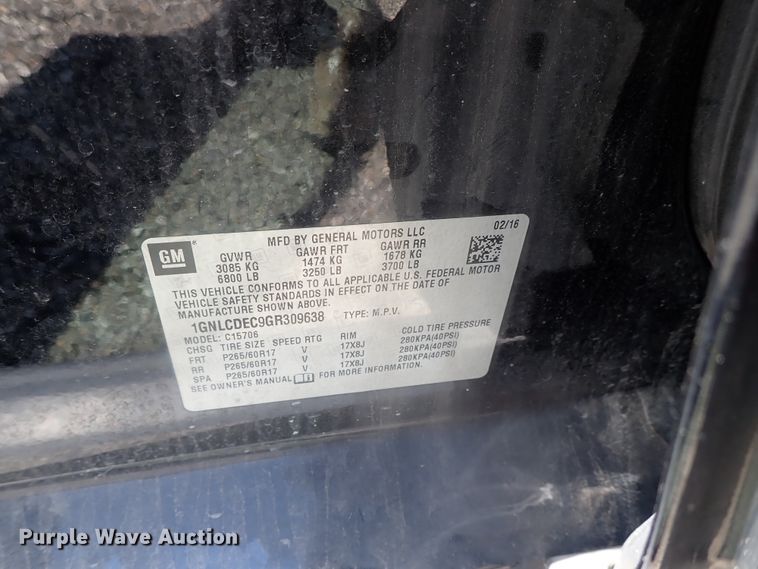 GM®
MFD BY GENERAL MOTORS LLC
02/16
GVWR GAWR FRT GAWR RR
3085 KG 1474 KG 1678 KG
6800 LB 3250 LB 3700 LB
THIS VEHICLE CONFORMS TO ALL APPLICABLE U.S. FEDERAL MOTOR
VEHICLE SAFETY STANDARDS IN EFFECT ON THE DATE OF
MANUFACTURE SHOWN ABOVE.
1GNLCDEC9GR309638 TYPE: M.P.V.
MODEL: C15706
CHSG TIRE SIZE SPEED RTG RIM COLD TIRE PRESSURE
FRT P265/60R17 V 17X8J 280KPA(40PSI)
RR P265/60R17 V 17X8J 280KPA(40PSI)
SPA P265/60R17 V 17X8J 280KPA(40PSI)
SEE OWNER'S MANUAL FOR MORE INFORMATION.
Purple Wave Auction